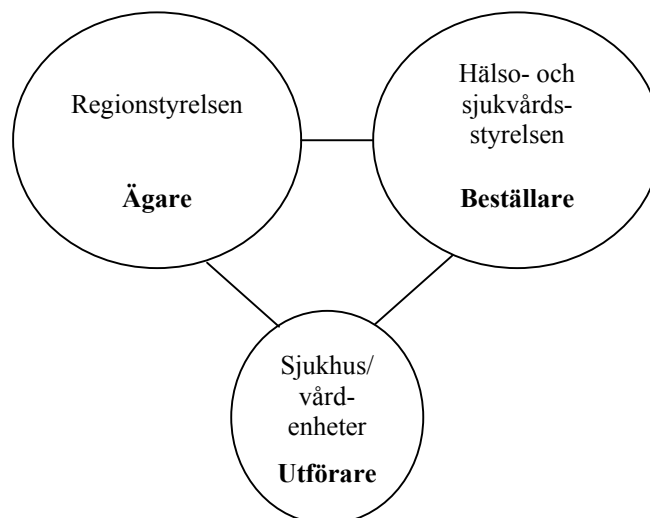 Regionstyrelsen
Ägare
Hälso- och
sjukvårds-
styrelsen
Beställare
Sjukhus/
vård-
enheter
Utförare